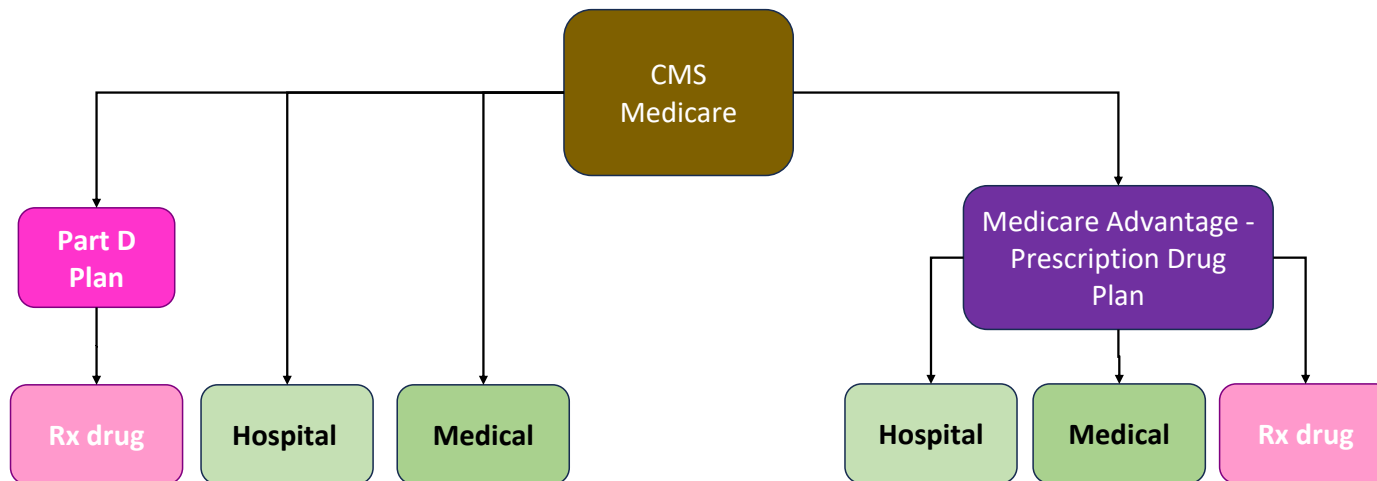 CMS
Medicare
Part D
Plan
Medicare Advantage -
Prescription Drug
Plan
Rx drug
Hospital
Medical
Hospital
Medical
Rx drug